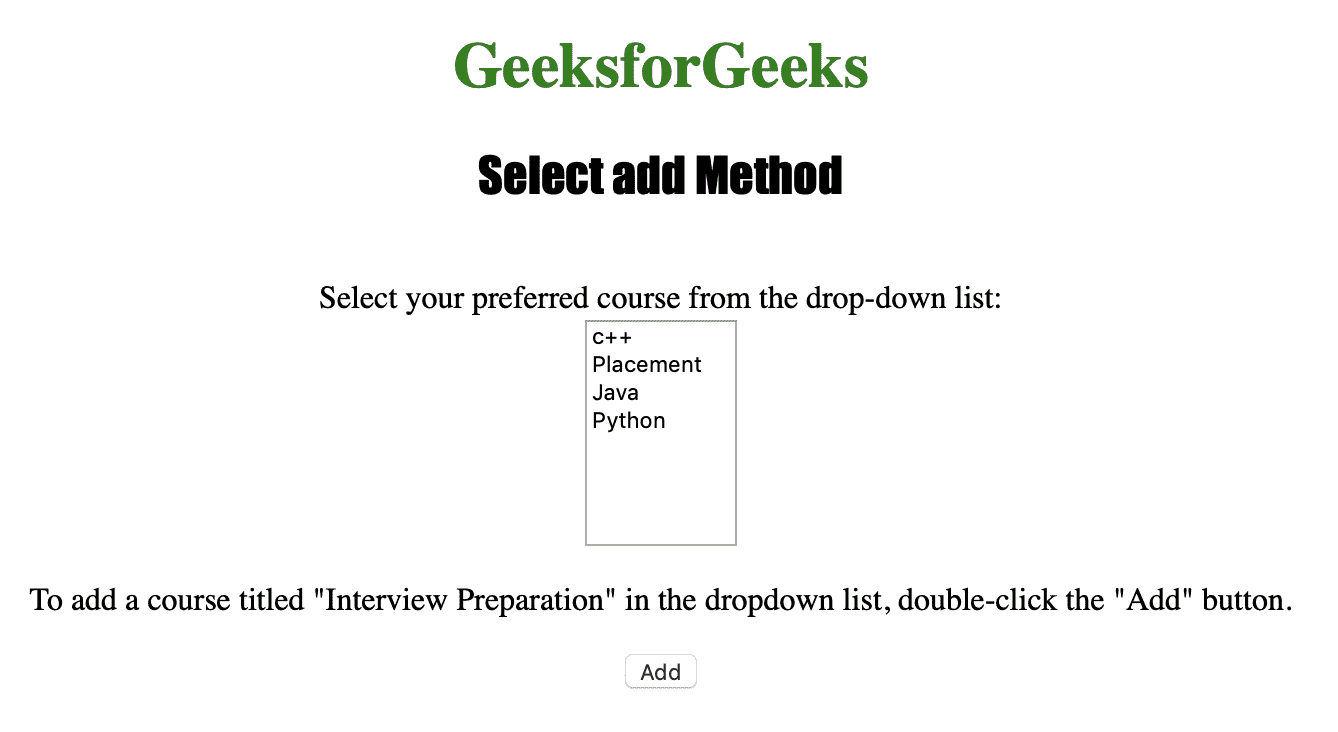 GeeksforGeeks
Select add Method
Select your preferred course from the drop-down list:
c++
Placement
Java
Python
To add a course titled "Interview Preparation" in the dropdown list, double-click the "Add" button.
Add